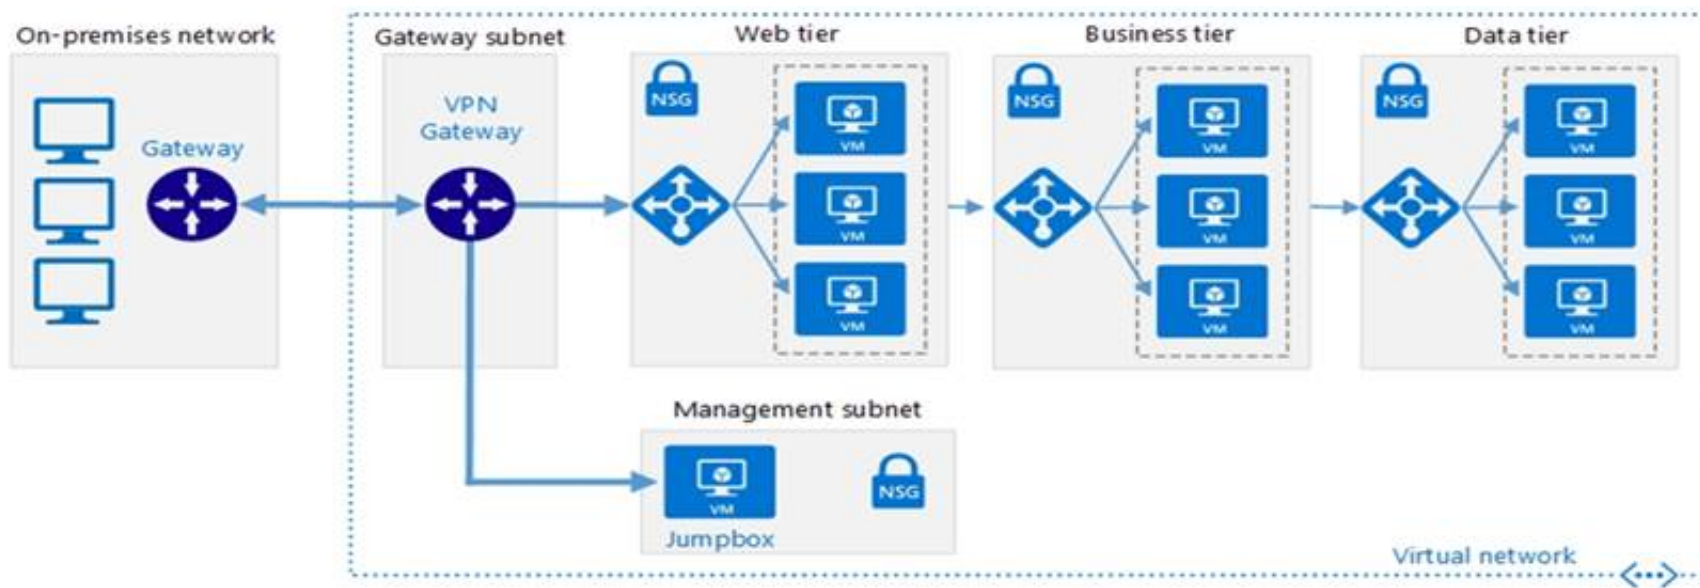 On-premises network
Gateway
Gateway subnet
VPN
Gateway
Web tier
NSG
VM
VM
VM
Business tier
NSG
VM
VM
VM
Data tier
NSG
VM
VM
VM
Management subnet
VM
Jumpbox
NSG
Virtual network